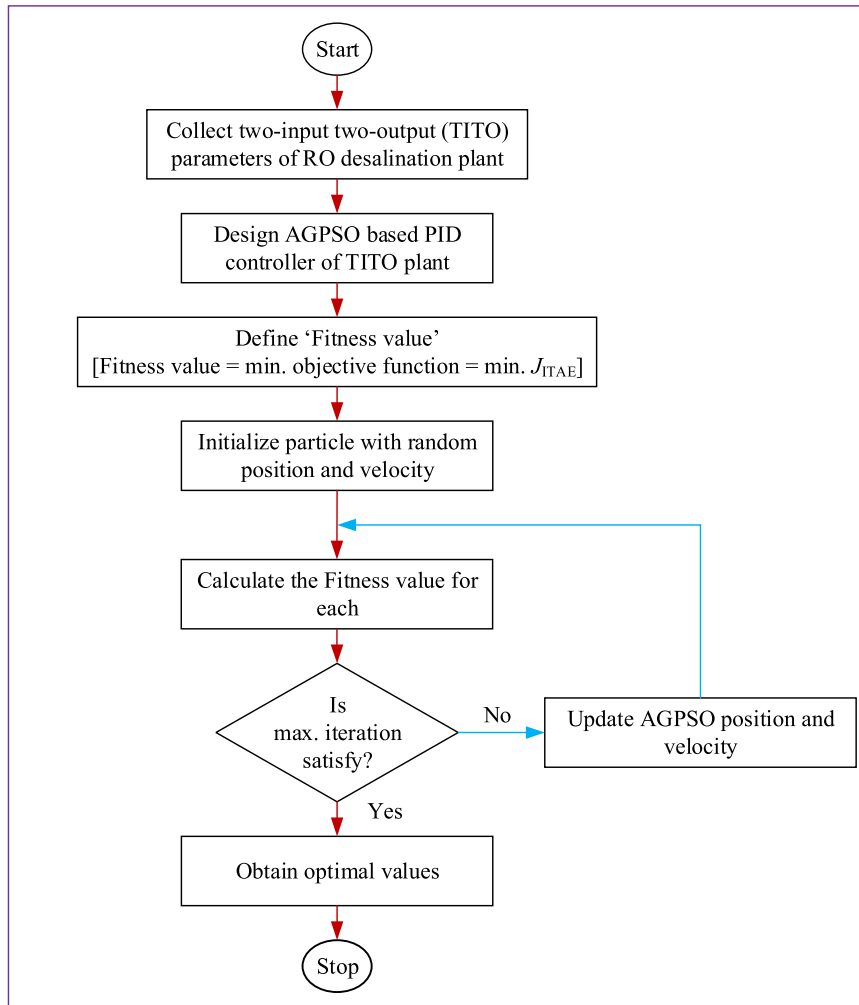 Start
Collect two-input two-output (TITO)
parameters of RO desalination plant
Design AGPSO based PID
controller of TITO plant
Define ‘Fitness value’
[Fitness value = min. objective function = min. J_ITAE]
Initialize particle with random
position and velocity
Calculate the Fitness value for
each
Is
max. iteration
satisfy?
No
Update AGPSO position and
velocity
Yes
Obtain optimal values
Stop